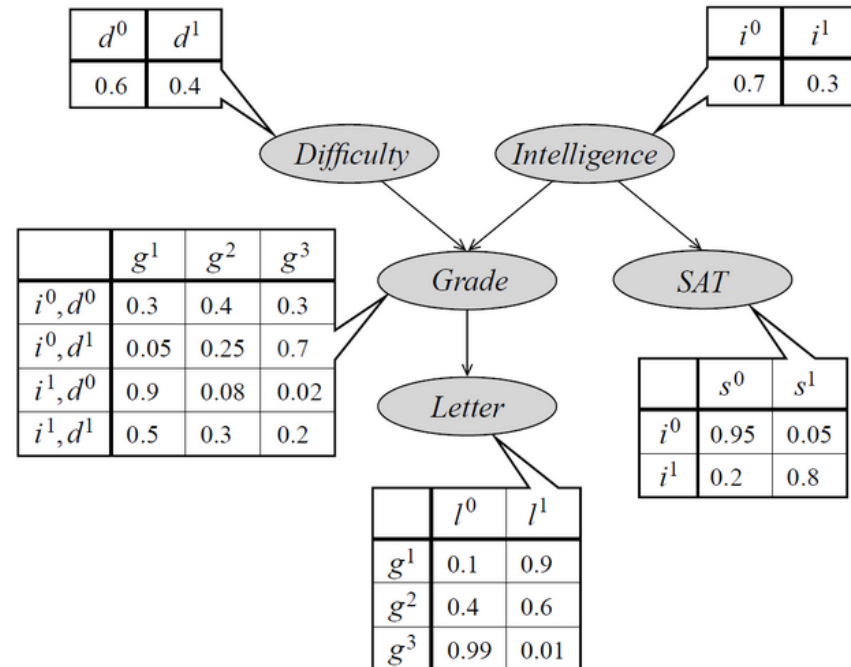 d⁰ d¹
0.6 0.4
i⁰ i¹
0.7 0.3
Difficulty
Intelligence
g¹ g² g³
i⁰,d⁰ 0.3 0.4 0.3
i⁰,d¹ 0.05 0.25 0.7
i¹,d⁰ 0.9 0.08 0.02
i¹,d¹ 0.5 0.3 0.2
Grade
SAT
s⁰ s¹
i⁰ 0.95 0.05
i¹ 0.2 0.8
Letter
l⁰ l¹
g¹ 0.1 0.9
g² 0.4 0.6
g³ 0.99 0.01